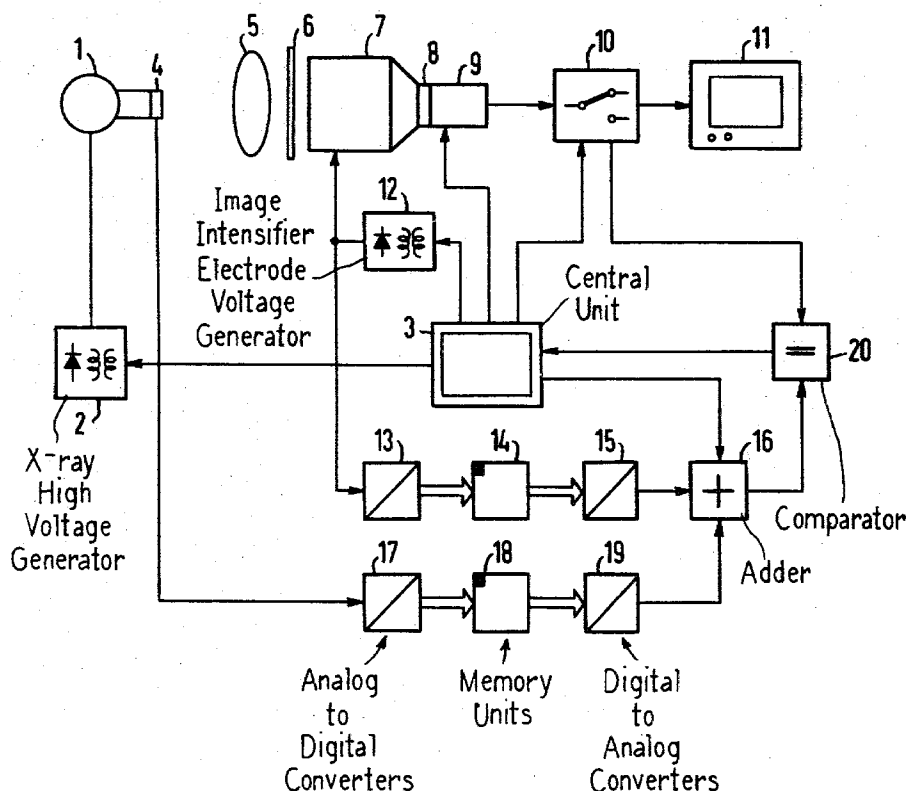 1
4
5
6
7
8
9
10
11
Image
Intensifier
Electrode
Voltage
Generator
12
Central
Unit
3
20
2
X-ray
High
Voltage
Generator
13
14
15
16
Comparator
Adder
17
18
19
Analog
to
Digital
Converters
Memory
Units
Digital
to
Analog
Converters